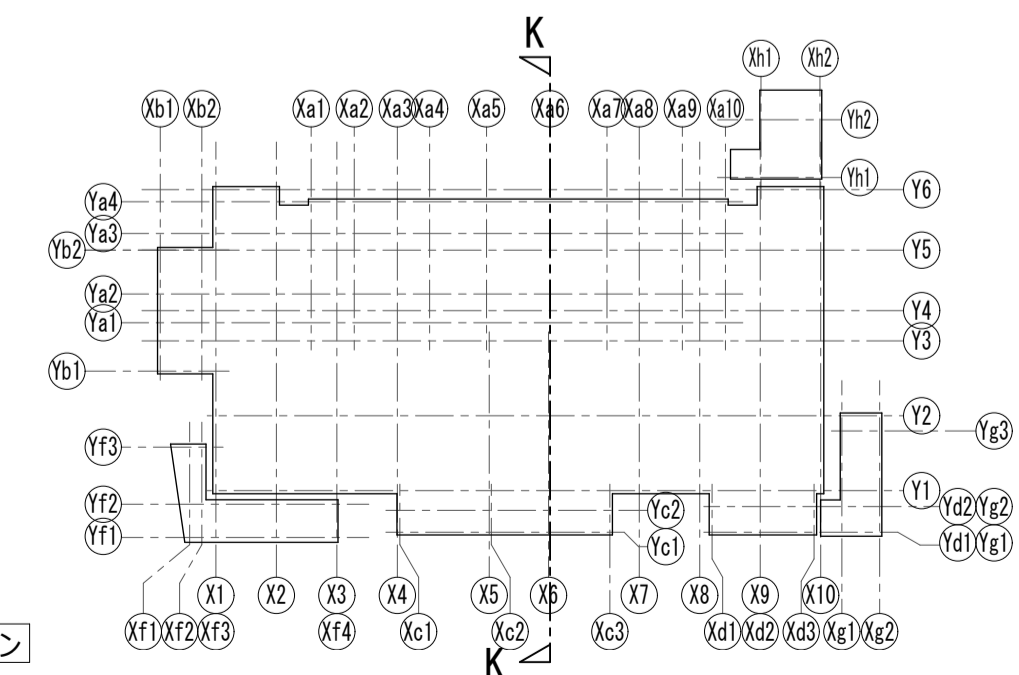 K
Xh1 Xh2
Xb1 Xb2 Xa1 Xa2 Xa3 Xa4 Xa5 Xa6 Xa7 Xa8 Xa9 Xa10
Yh2
Yh1
Y6
Ya4
Ya3
Yb2 Y5
Ya2
Y4
Ya1
Y3
Yb1
Y2
Yg3
Yf3
Y1
Yf2 Yc2 Yd2 Yg2
Yf1 Yc1 Yd1 Yg1
X1 X2 X3 X4 X5 X6 X7 X8 X9 X10
Xf1 Xf2 Xf3 Xf4 Xc1 Xc2 Xc3 Xd1 Xd2 Xd3 Xg1 Xg2
ン
K